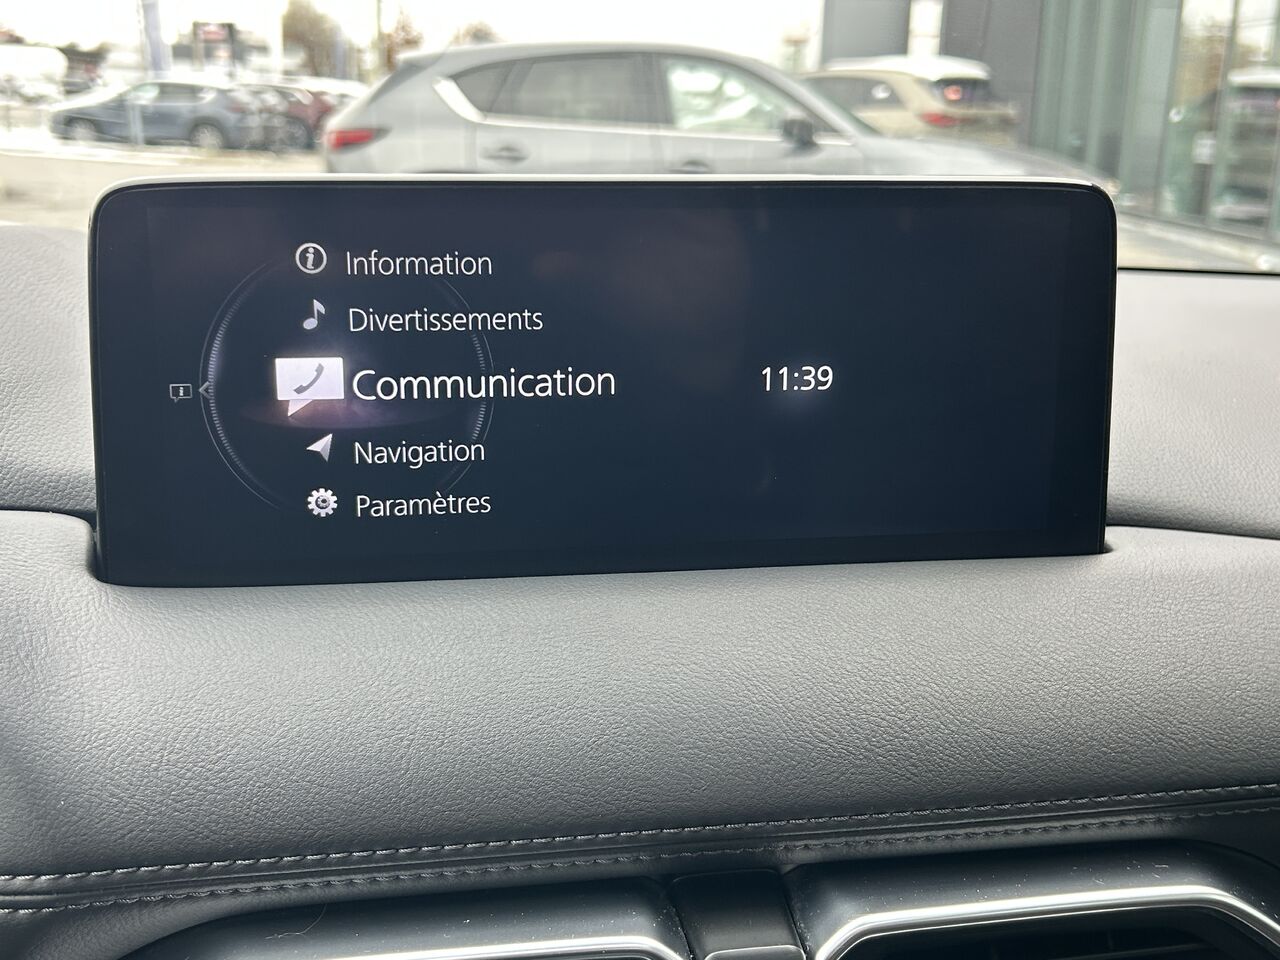 Information
Divertissements
Communication
11:39
Navigation
Paramètres